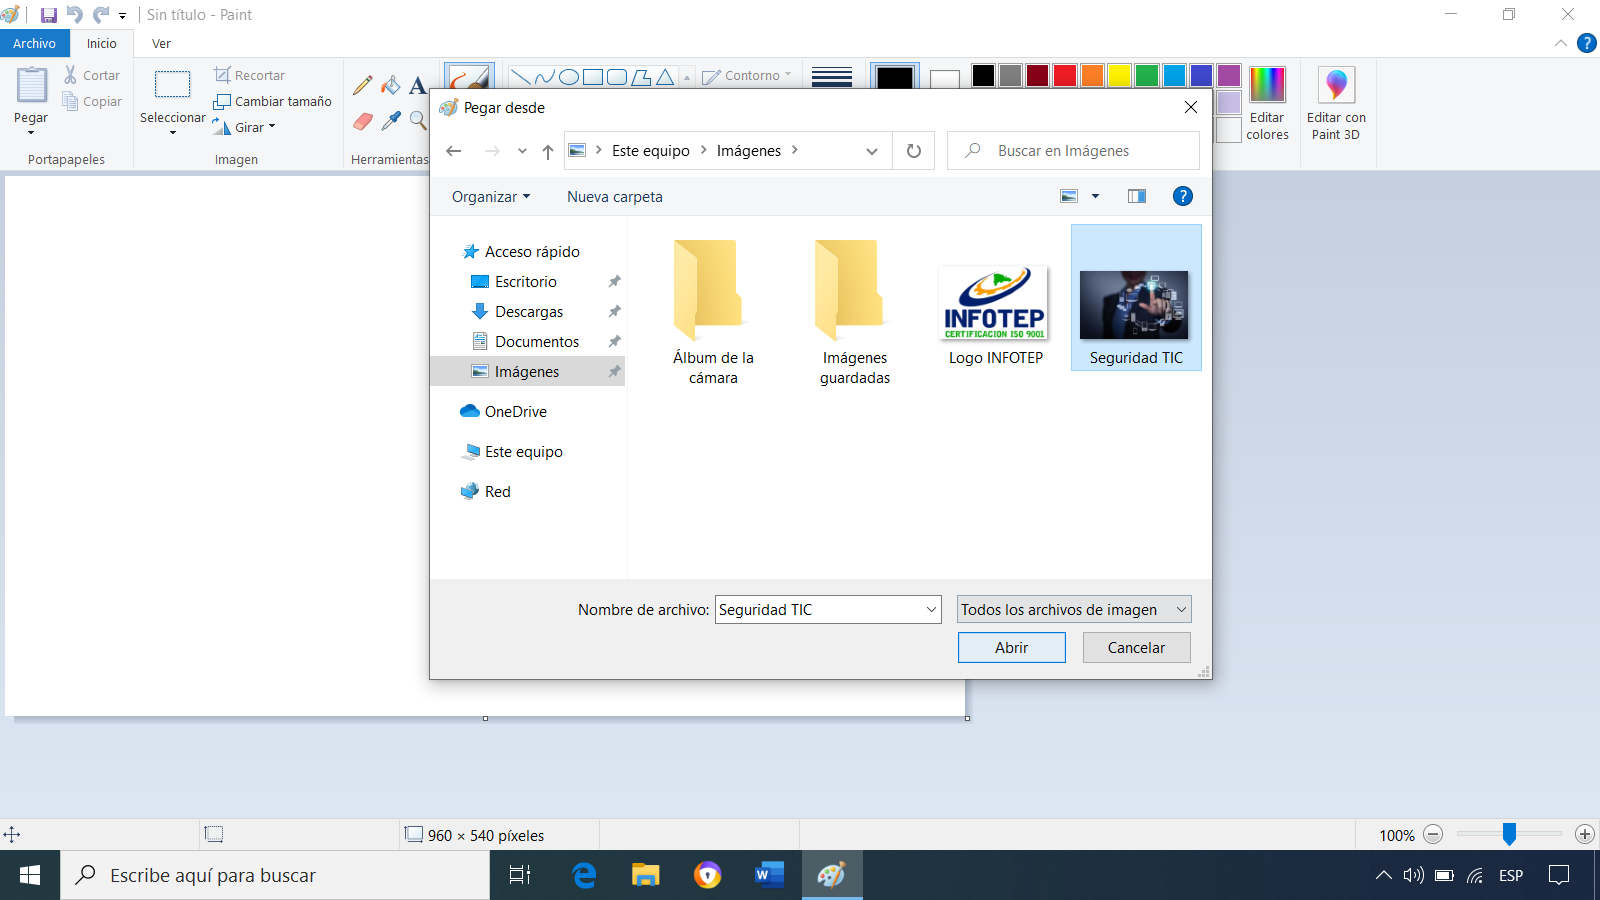 Sin título - Paint
Archivo
Inicio
Ver
Pegar
Cortar
Copiar
Portapapeles
Seleccionar
Recortar
Cambiar tamaño
Girar
Imagen
Herramientas
Contorno
Editar
colores
Editar con
Paint 3D
Pegar desde
Este equipo
Imágenes
Buscar en Imágenes
Organizar
Nueva carpeta
Acceso rápido
Escritorio
Descargas
Documentos
Imágenes
OneDrive
Este equipo
Red
Álbum de la
cámara
Imágenes
guardadas
INFOTEP
CERTIFICACION ISO 9001
Logo INFOTEP
Seguridad TIC
Nombre de archivo:
Seguridad TIC
Todos los archivos de imagen
Abrir
Cancelar
960 × 540 píxeles
100%
Escribe aquí para buscar
ESP